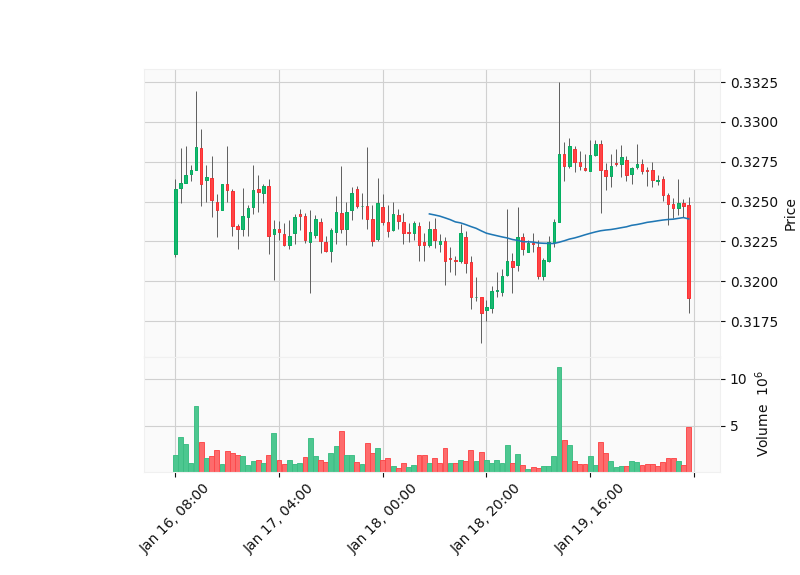 0.3325
0.3300
0.3275
0.3250
0.3225
0.3200
0.3175
Price
10
5
Volume 10⁶
Jan 16, 08:00
Jan 17, 04:00
Jan 18, 00:00
Jan 18, 20:00
Jan 19, 16:00